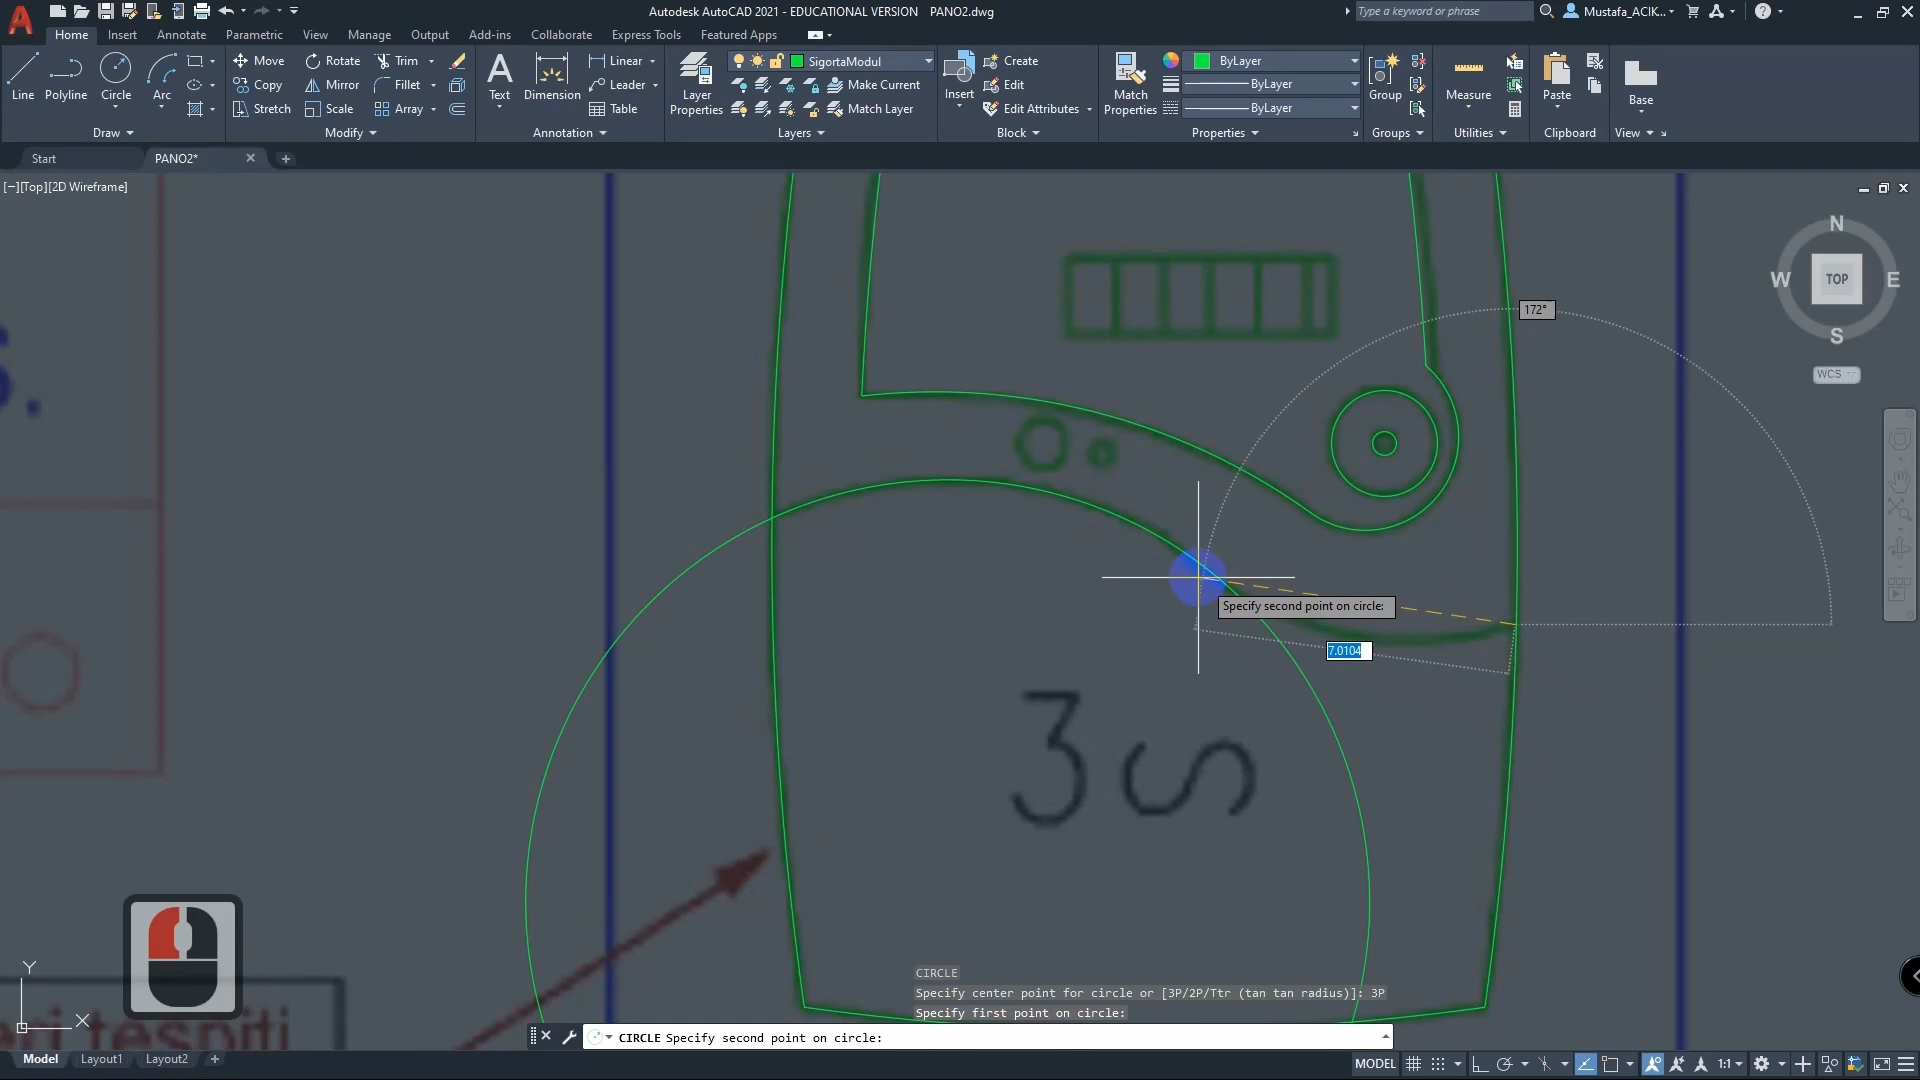 Autodesk AutoCAD 2021 - EDUCATIONAL VERSION PANO2.dwg
Type a keyword or phrase
Mustafa_ACIK...
Home Insert Annotate Parametric View Manage Output Add-ins Collaborate Express Tools Featured Apps
Line Polyline Circle Arc
Move Rotate Trim
Copy Mirror Fillet
Stretch Scale Array
Text Dimension
Linear
Leader
Table
Layer Properties
SigortaModul
Make Current
Match Layer
Insert
Create
Edit
Edit Attributes
Match Properties
ByLayer
ByLayer
ByLayer
Group
Measure
Paste
Base
Draw Modify Annotation Layers Block Properties Groups Utilities Clipboard View
Start PANO2*
[−][Top][2D Wireframe]
N
W TOP E
S
WCS
172°
Specify second point on circle:
7.0104
3
Y
X
eri tespiti
CIRCLE
Specify center point for circle or [3P/2P/Ttr (tan tan radius)]: 3P
Specify first point on circle:
CIRCLE Specify second point on circle:
Model Layout1 Layout2
MODEL 1:1